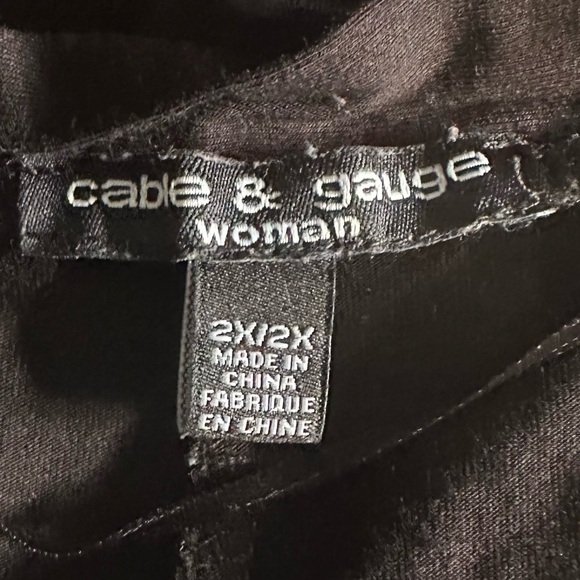 cable & gauge
woman
2X/2X
MADE IN
CHINA
FABRIQUE
EN CHINE